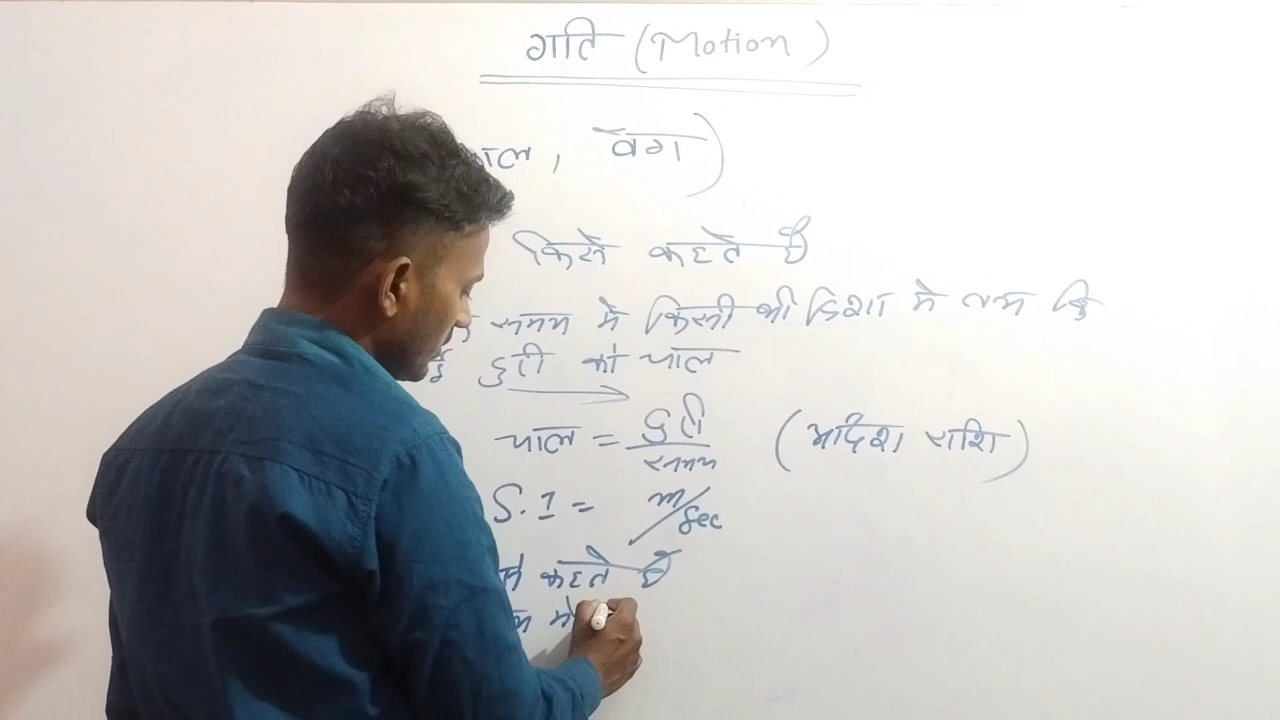 गति (Motion)
ाल, वेग)
किसे कहते है
समय मे किसी भी दिशा मे तय कि
ई दुरी को चाल
चाल = दुरी/समय (अदिश राशि)
S.I = m/sec
से कहते है
मे